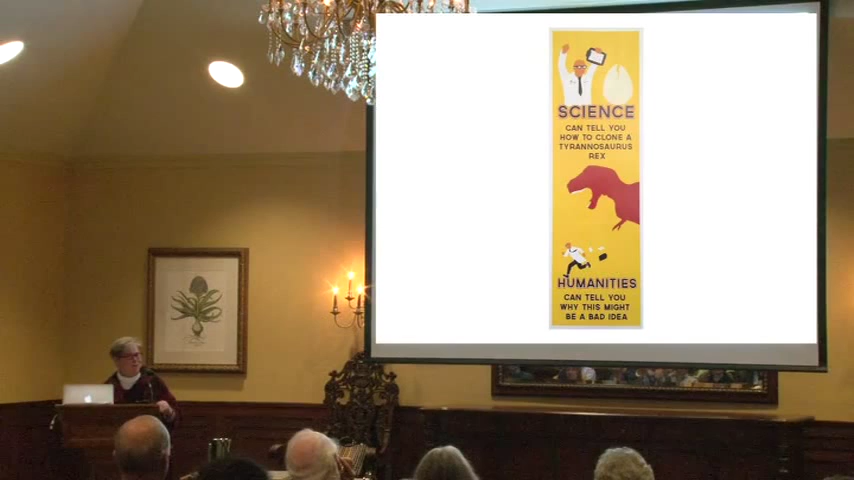 SCIENCE
CAN TELL YOU
HOW TO CLONE A
TYRANNOSAURUS
REX
HUMANITIES
CAN TELL YOU
WHY THIS MIGHT
BE A BAD IDEA